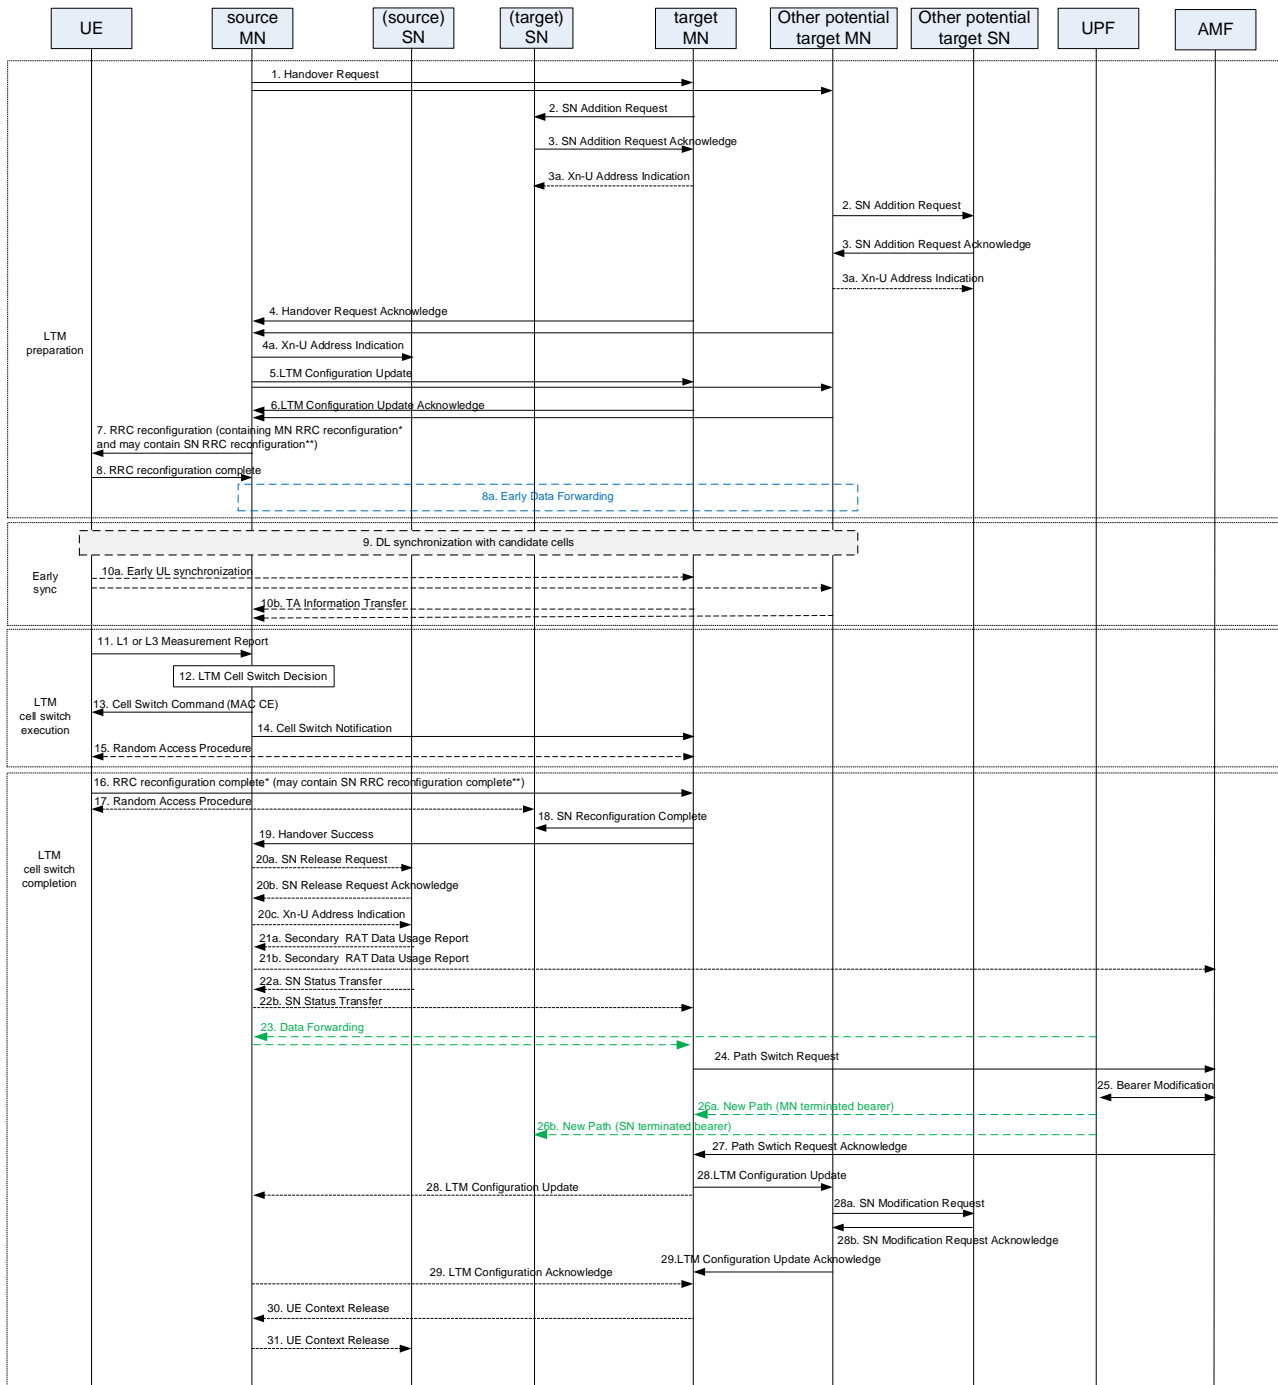 UE
source
MN
(source)
SN
(target)
SN
target
MN
Other potential
target MN
Other potential
target SN
UPF
AMF
1. Handover Request
2. SN Addition Request
3. SN Addition Request Acknowledge
3a. Xn-U Address Indication
2. SN Addition Request
3. SN Addition Request Acknowledge
3a. Xn-U Address Indication
4. Handover Request Acknowledge
LTM
preparation
4a. Xn-U Address Indication
5.LTM Configuration Update
6.LTM Configuration Update Acknowledge
7. RRC reconfiguration (containing MN RRC reconfiguration*
and may contain SN RRC reconfiguration**)
8. RRC reconfiguration complete
8a. Early Data Forwarding
9. DL synchronization with candidate cells
Early
sync
10a. Early UL synchronization
10b. TA Information Transfer
11. L1 or L3 Measurement Report
12. LTM Cell Switch Decision
LTM
cell switch
execution
13. Cell Switch Command (MAC CE)
14. Cell Switch Notification
15. Random Access Procedure
16. RRC reconfiguration complete* (may contain SN RRC reconfiguration complete**)
17. Random Access Procedure
18. SN Reconfiguration Complete
19. Handover Success
LTM
cell switch
completion
20a. SN Release Request
20b. SN Release Request Acknowledge
20c. Xn-U Address Indication
21a. Secondary  RAT Data Usage Report
21b. Secondary RAT Data Usage Report
22a. SN Status Transfer
22b. SN Status Transfer
23. Data Forwarding
24. Path Switch Request
25. Bearer Modification
26a. New Path (MN terminated bearer)
26b. New Path (SN terminated bearer)
27. Path Swtich Request Acknowledge
28.LTM Configuration Update
28. LTM Configuration Update
28a. SN Modification Request
28b. SN Modification Request Acknowledge
29.LTM Configuration Update Acknowledge
29. LTM Configuration Acknowledge
30. UE Context Release
31. UE Context Release